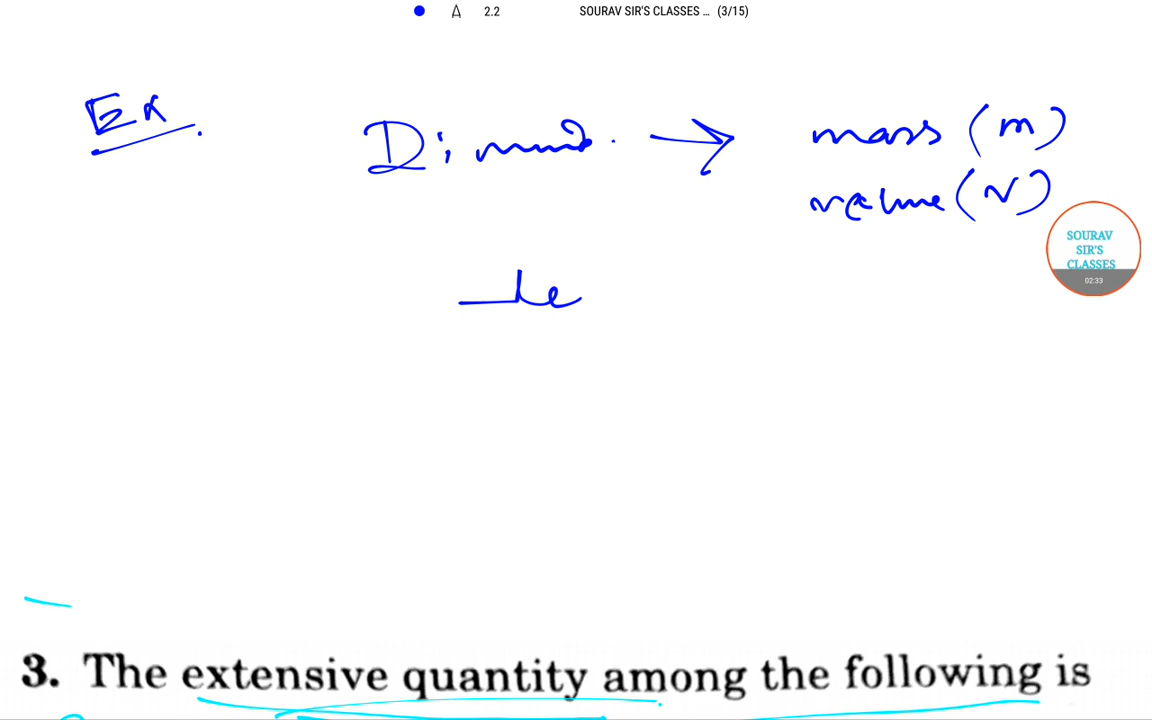 2.2 SOURAV SIR'S CLASSES ... (3/15)
Ex.
mass (m)
volume (V)
SOURAV
SIR'S
CLASSES
02:33
le
3. The extensive quantity among the following is